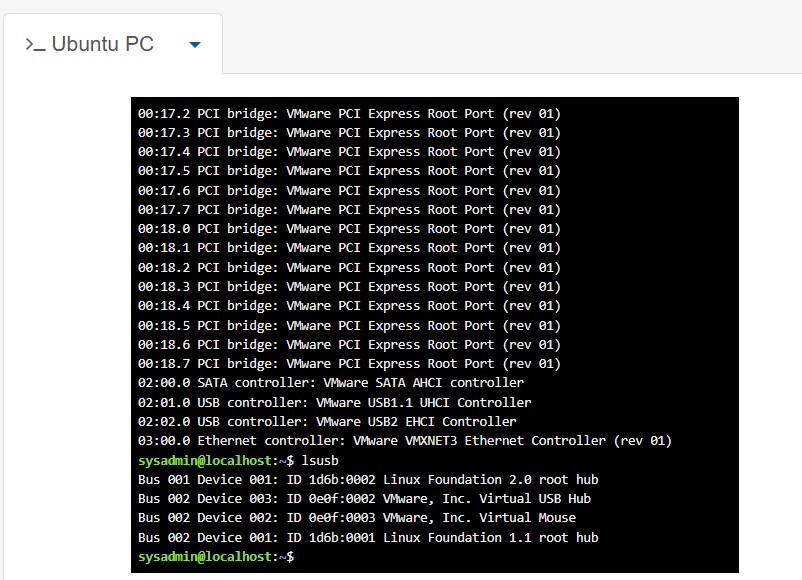 >_ Ubuntu PC
00:17.2 PCI bridge: VMware PCI Express Root Port (rev 01)
00:17.3 PCI bridge: VMware PCI Express Root Port (rev 01)
00:17.4 PCI bridge: VMware PCI Express Root Port (rev 01)
00:17.5 PCI bridge: VMware PCI Express Root Port (rev 01)
00:17.6 PCI bridge: VMware PCI Express Root Port (rev 01)
00:17.7 PCI bridge: VMware PCI Express Root Port (rev 01)
00:18.0 PCI bridge: VMware PCI Express Root Port (rev 01)
00:18.1 PCI bridge: VMware PCI Express Root Port (rev 01)
00:18.2 PCI bridge: VMware PCI Express Root Port (rev 01)
00:18.3 PCI bridge: VMware PCI Express Root Port (rev 01)
00:18.4 PCI bridge: VMware PCI Express Root Port (rev 01)
00:18.5 PCI bridge: VMware PCI Express Root Port (rev 01)
00:18.6 PCI bridge: VMware PCI Express Root Port (rev 01)
00:18.7 PCI bridge: VMware PCI Express Root Port (rev 01)
02:00.0 SATA controller: VMware SATA AHCI controller
02:01.0 USB controller: VMware USB1.1 UHCI Controller
02:02.0 USB controller: VMware USB2 EHCI Controller
03:00.0 Ethernet controller: VMware VMXNET3 Ethernet Controller (rev 01)
sysadmin@localhost:~$ lsusb
Bus 001 Device 001: ID 1d6b:0002 Linux Foundation 2.0 root hub
Bus 002 Device 003: ID 0e0f:0002 VMware, Inc. Virtual USB Hub
Bus 002 Device 002: ID 0e0f:0003 VMware, Inc. Virtual Mouse
Bus 002 Device 001: ID 1d6b:0001 Linux Foundation 1.1 root hub
sysadmin@localhost:~$